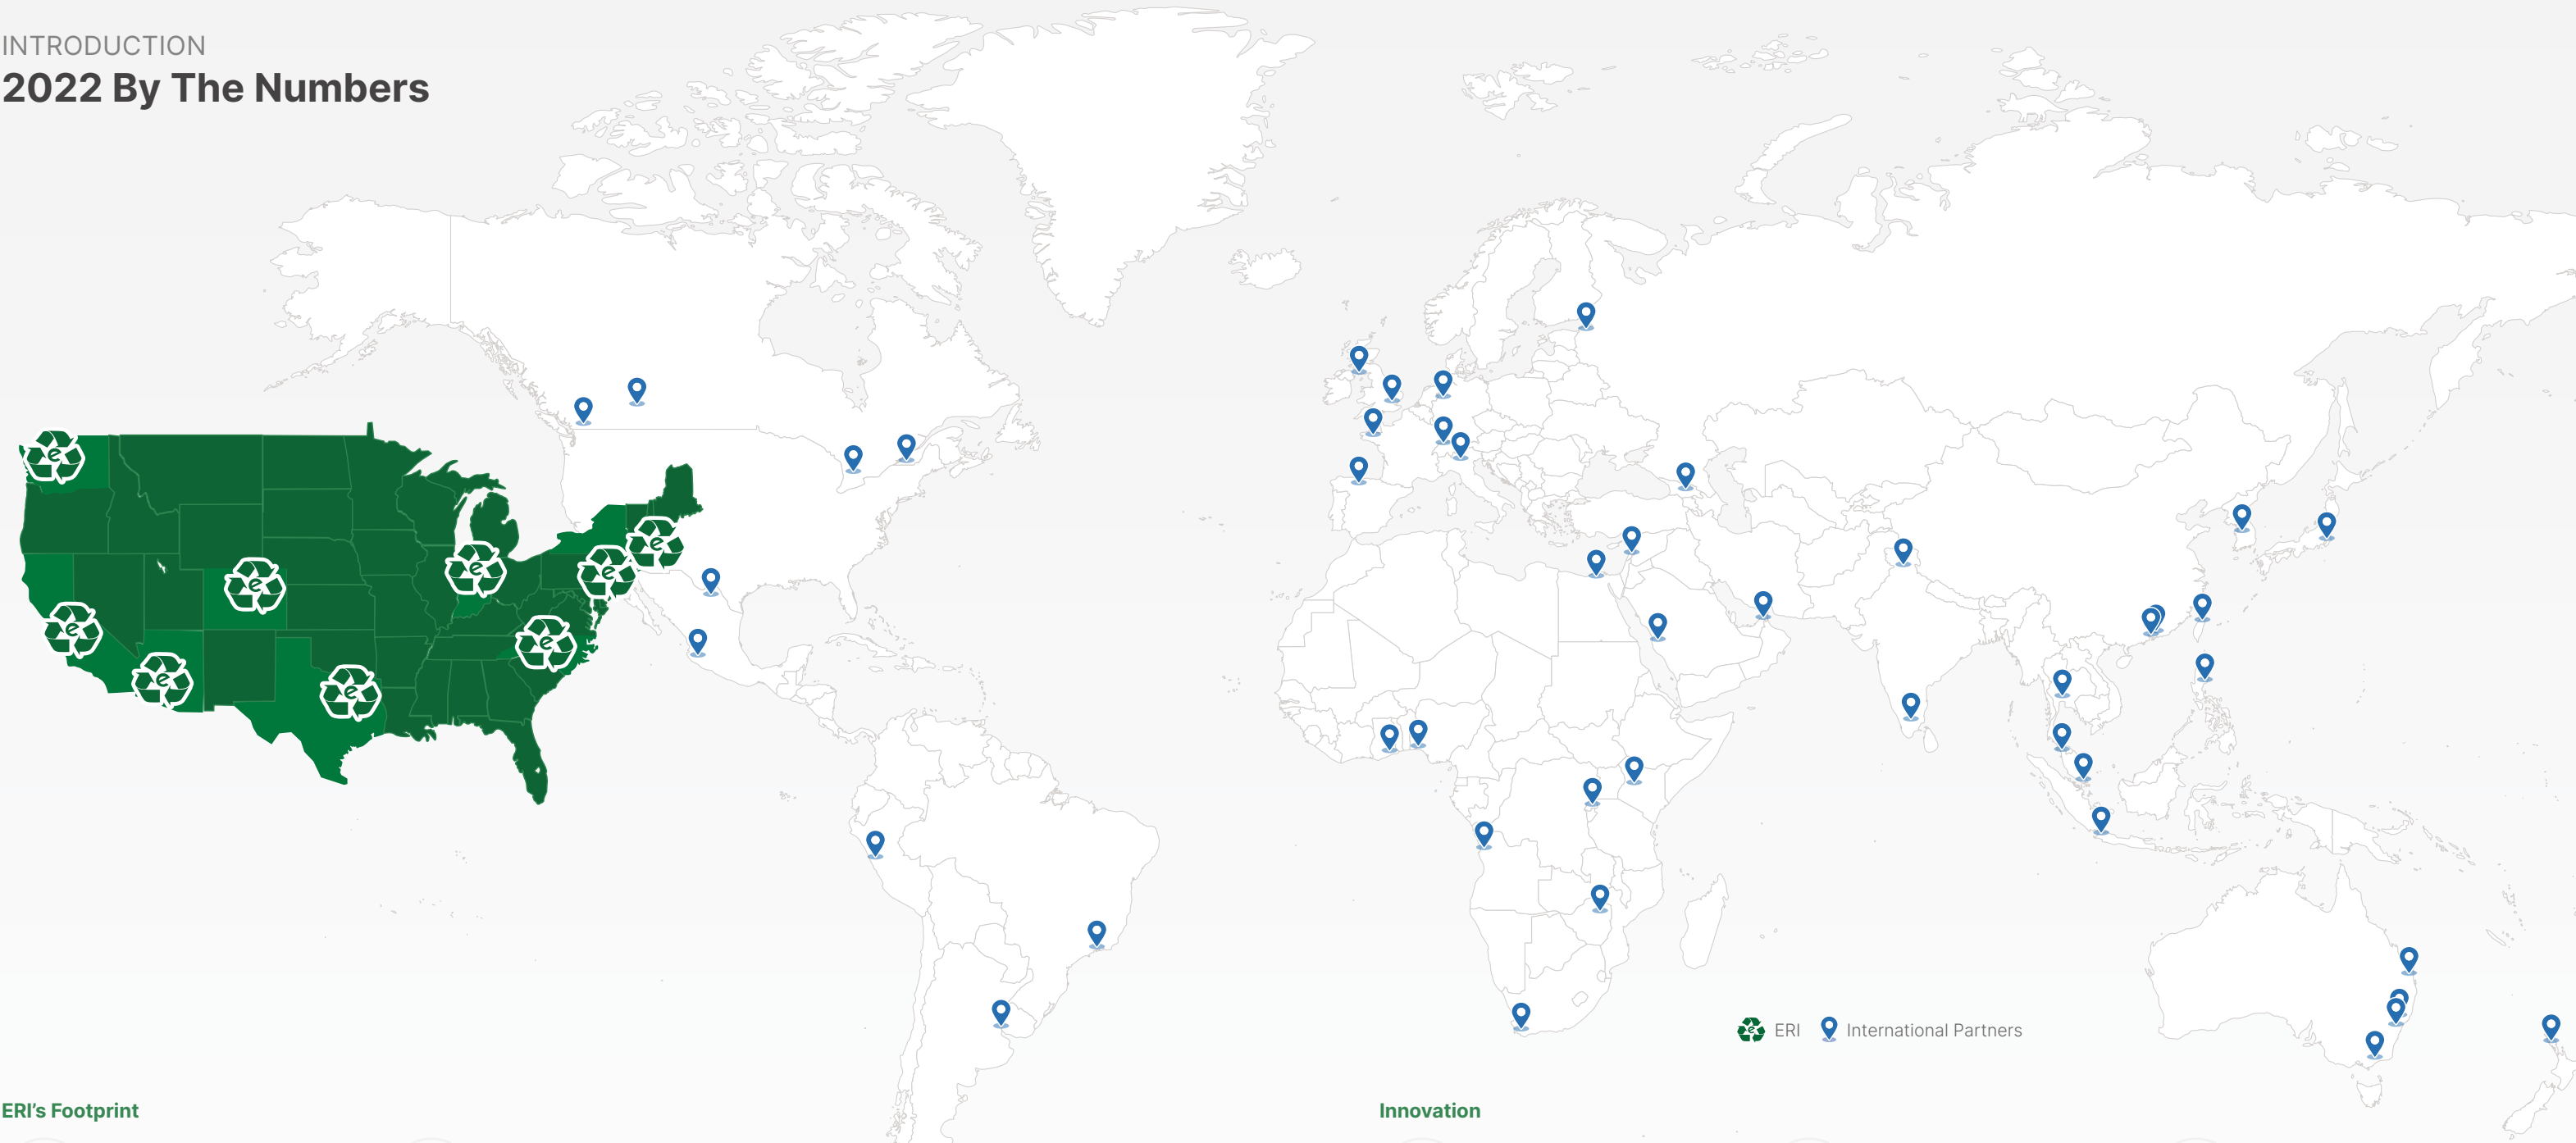 INTRODUCTION
2022 By The Numbers
e
e
e
e
e
e
e
e
e
e ERI International Partners
ERI’s Footprint
Innovation